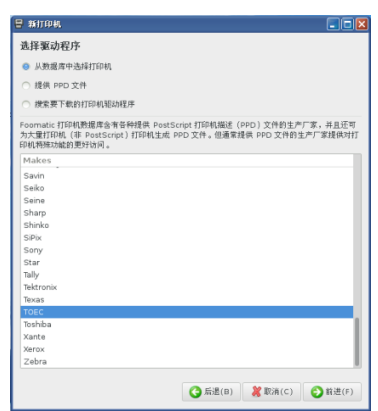 新打印机
选择驱动程序
从数据库中选择打印机
提供 PPD 文件
搜索要下载的打印机驱动程序
Foomatic 打印机数据库含有各种提供 PostScript 打印机描述（PPD）文件的生产厂家，并且还可
为大量打印机（非 PostScript）打印机生成 PPD 文件。但通常提供 PPD 文件的生产厂家提供对打
印机特殊功能的更好访问。
Makes
Savin
Seiko
Seine
Sharp
Shinko
SiPix
Sony
Star
Tally
Tektronix
Texas
TOEC
Toshiba
Xante
Xerox
Zebra
后退(B) 取消(C) 前进(F)